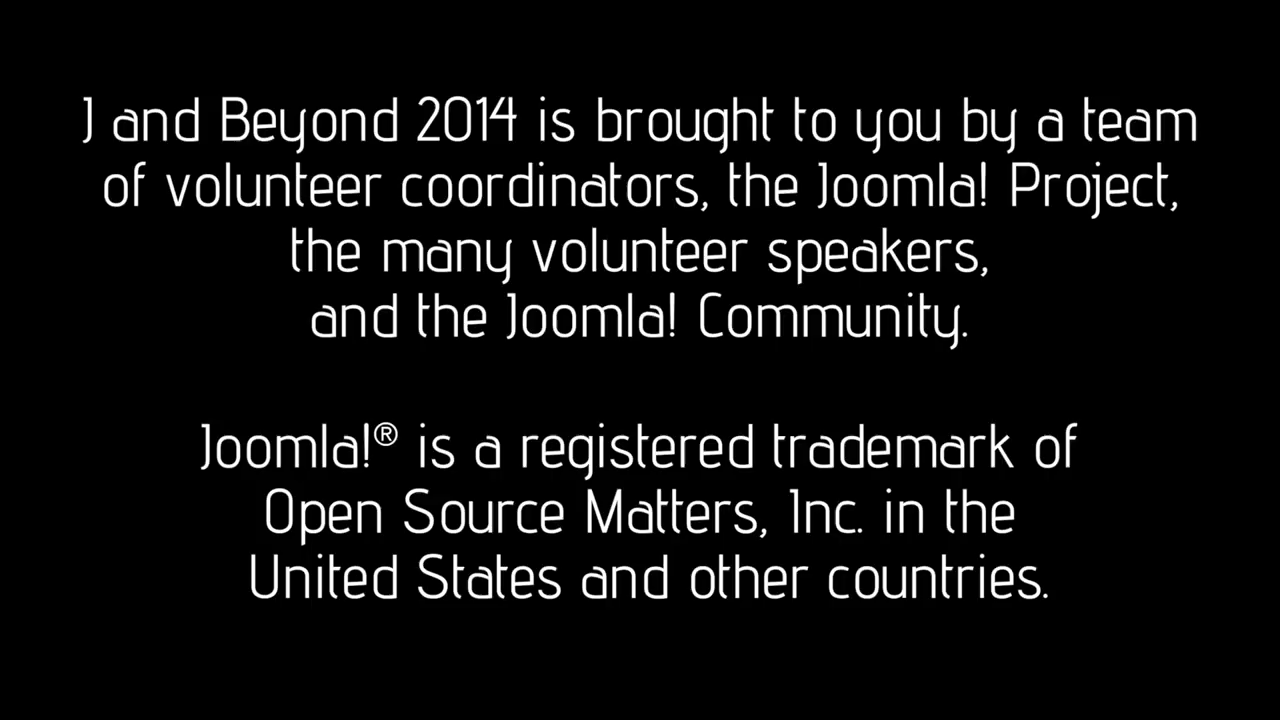 J and Beyond 2014 is brought to you by a team
of volunteer coordinators, the Joomla! Project,
the many volunteer speakers,
and the Joomla! Community.
Joomla!® is a registered trademark of
Open Source Matters, Inc. in the
United States and other countries.